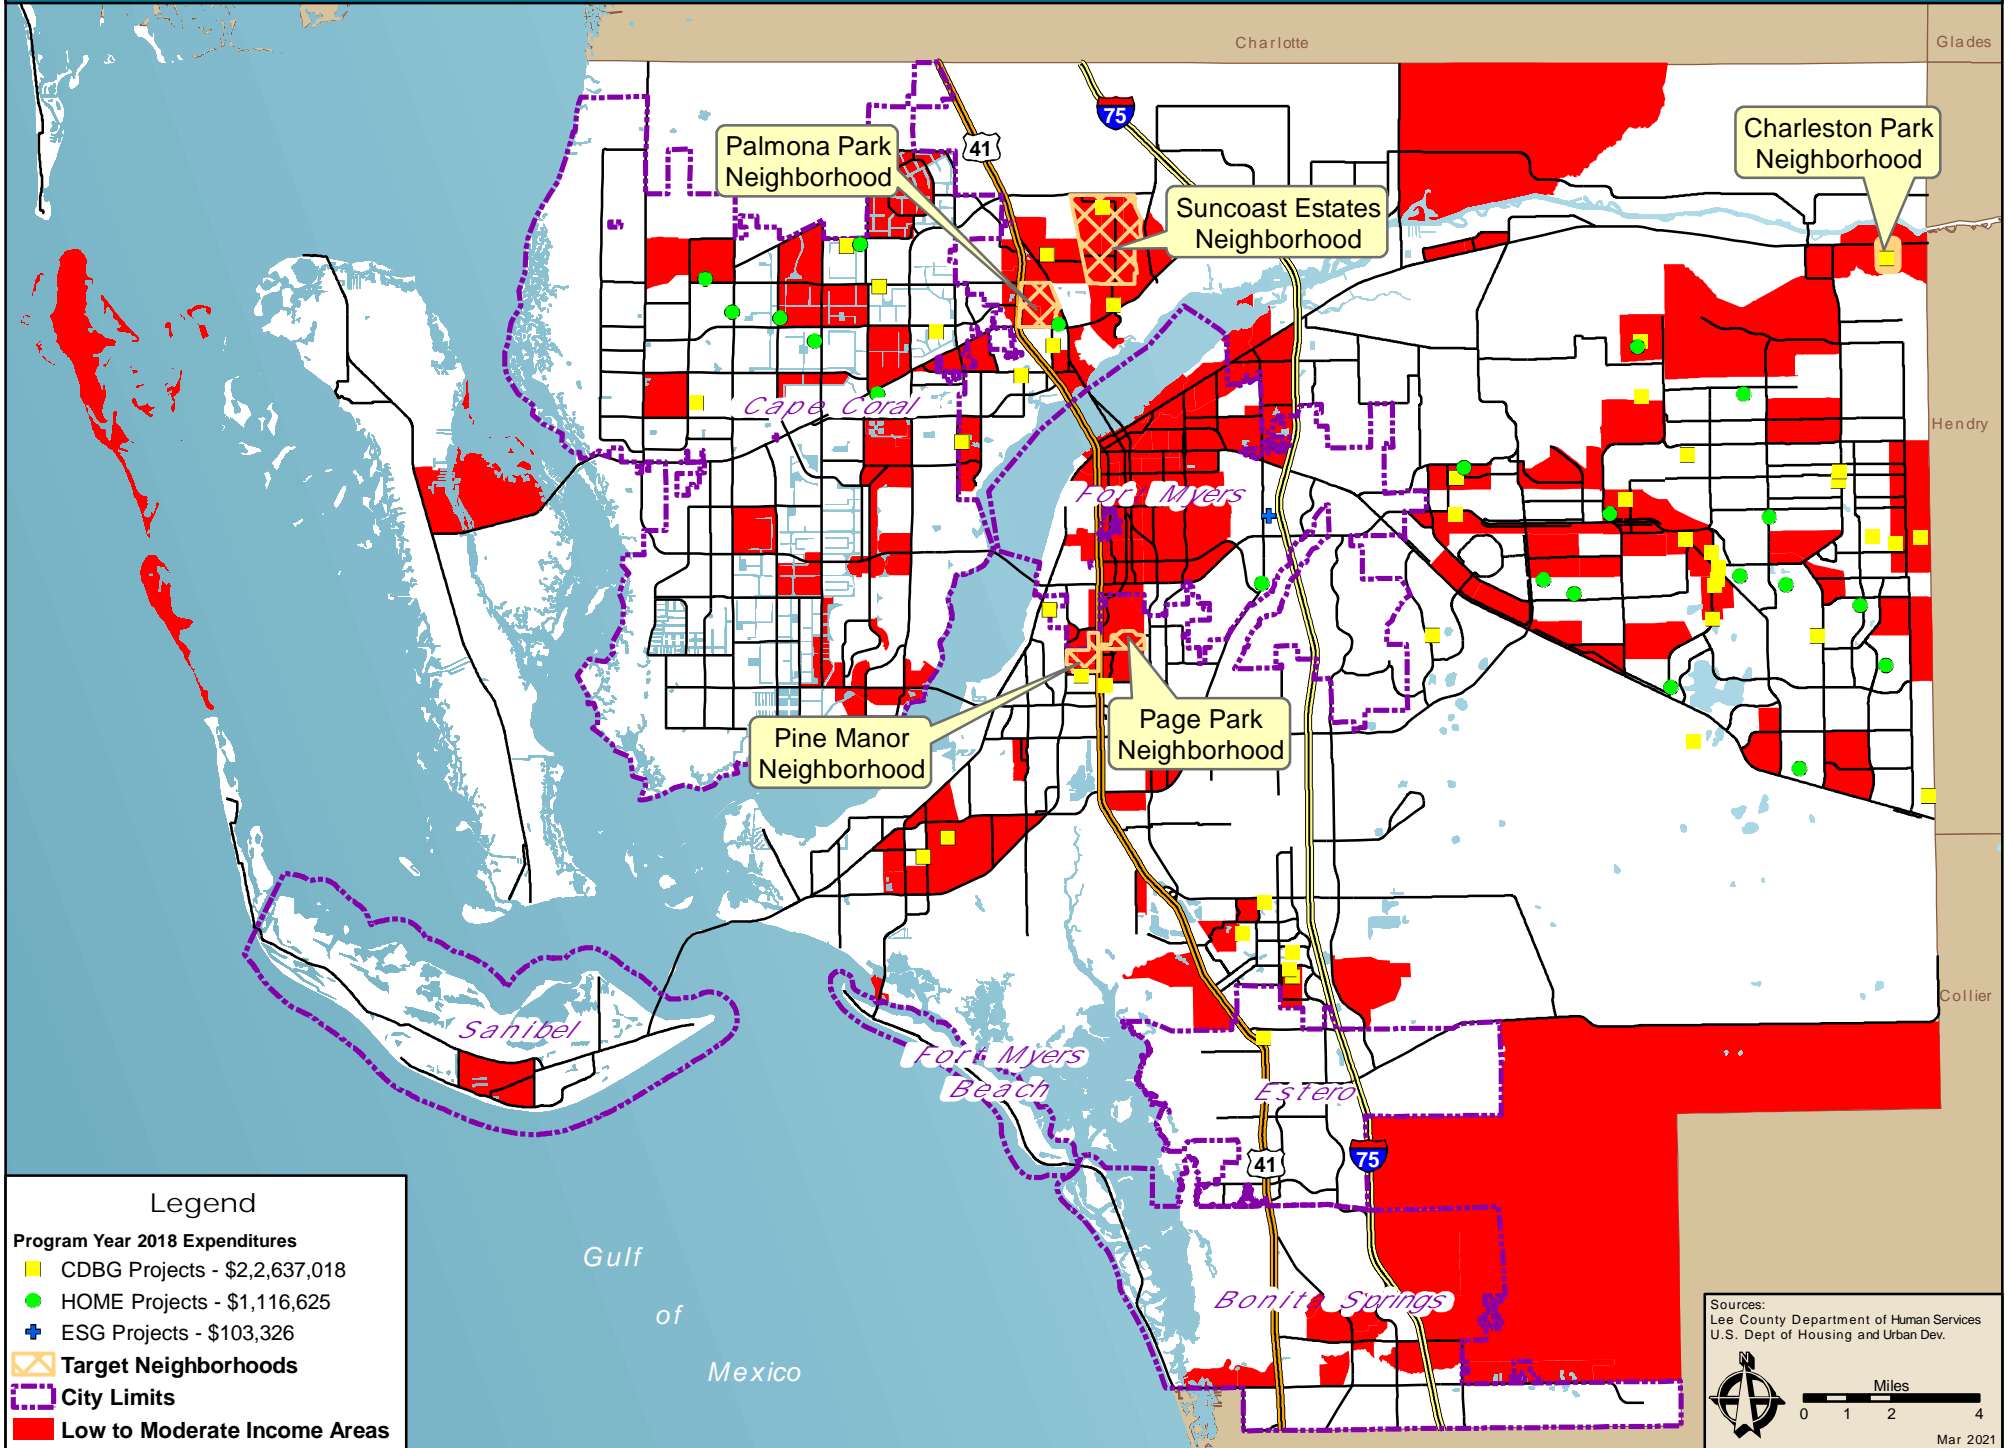 Charlotte
Glades
75
41
Palmona Park
Neighborhood
Charleston Park
Neighborhood
Suncoast Estates
Neighborhood
Cape Coral
Hendry
Fort Myers
Pine Manor
Neighborhood
Page Park
Neighborhood
Collier
Sanibel
Fort Myers
Beach
Estero
41
75
Bonita Springs
Gulf
of
Mexico
Legend
Program Year 2018 Expenditures
CDBG Projects - $2,2,637,018
HOME Projects - $1,116,625
ESG Projects - $103,326
Target Neighborhoods
City Limits
Low to Moderate Income Areas
Sources:
Lee County Department of Human Services
U.S. Dept of Housing and Urban Dev.
N
Miles
0 1 2 4
Mar 2021